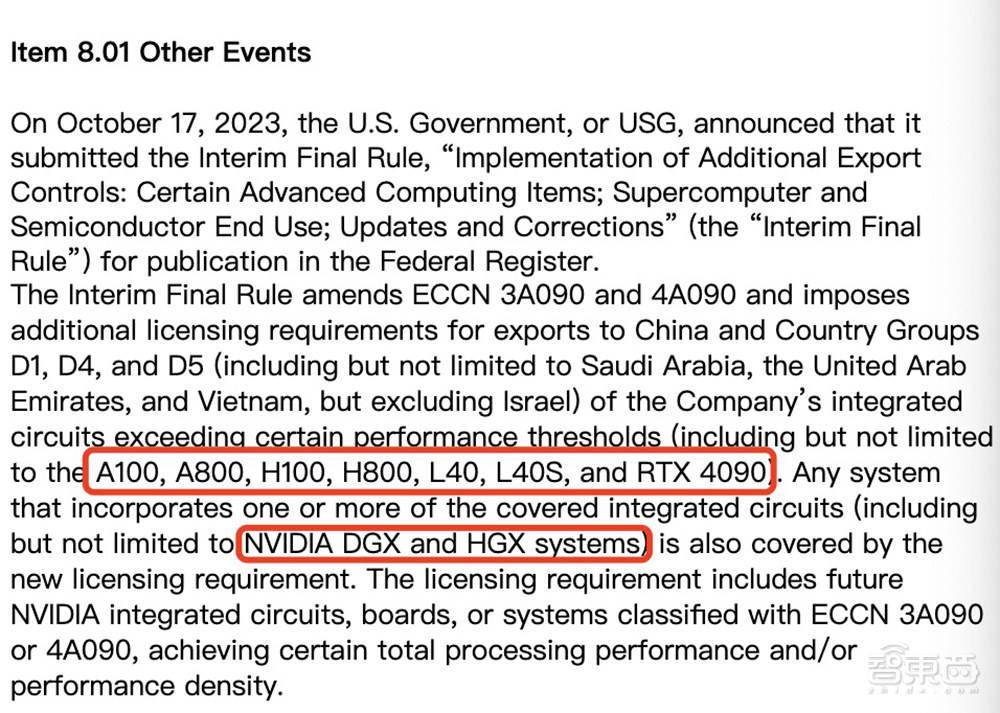 Item 8.01 Other Events
On October 17, 2023, the U.S. Government, or USG, announced that it
submitted the Interim Final Rule, “Implementation of Additional Export
Controls: Certain Advanced Computing Items; Supercomputer and
Semiconductor End Use; Updates and Corrections” (the “Interim Final
Rule”) for publication in the Federal Register.
The Interim Final Rule amends ECCN 3A090 and 4A090 and imposes
additional licensing requirements for exports to China and Country Groups
D1, D4, and D5 (including but not limited to Saudi Arabia, the United Arab
Emirates, and Vietnam, but excluding Israel) of the Company’s integrated
circuits exceeding certain performance thresholds (including but not limited
to the A100, A800, H100, H800, L40, L40S, and RTX 4090). Any system
that incorporates one or more of the covered integrated circuits (including
but not limited to NVIDIA DGX and HGX systems) is also covered by the
new licensing requirement. The licensing requirement includes future
NVIDIA integrated circuits, boards, or systems classified with ECCN 3A090
or 4A090, achieving certain total processing performance and/or
performance density.
智東西
zhidx.com